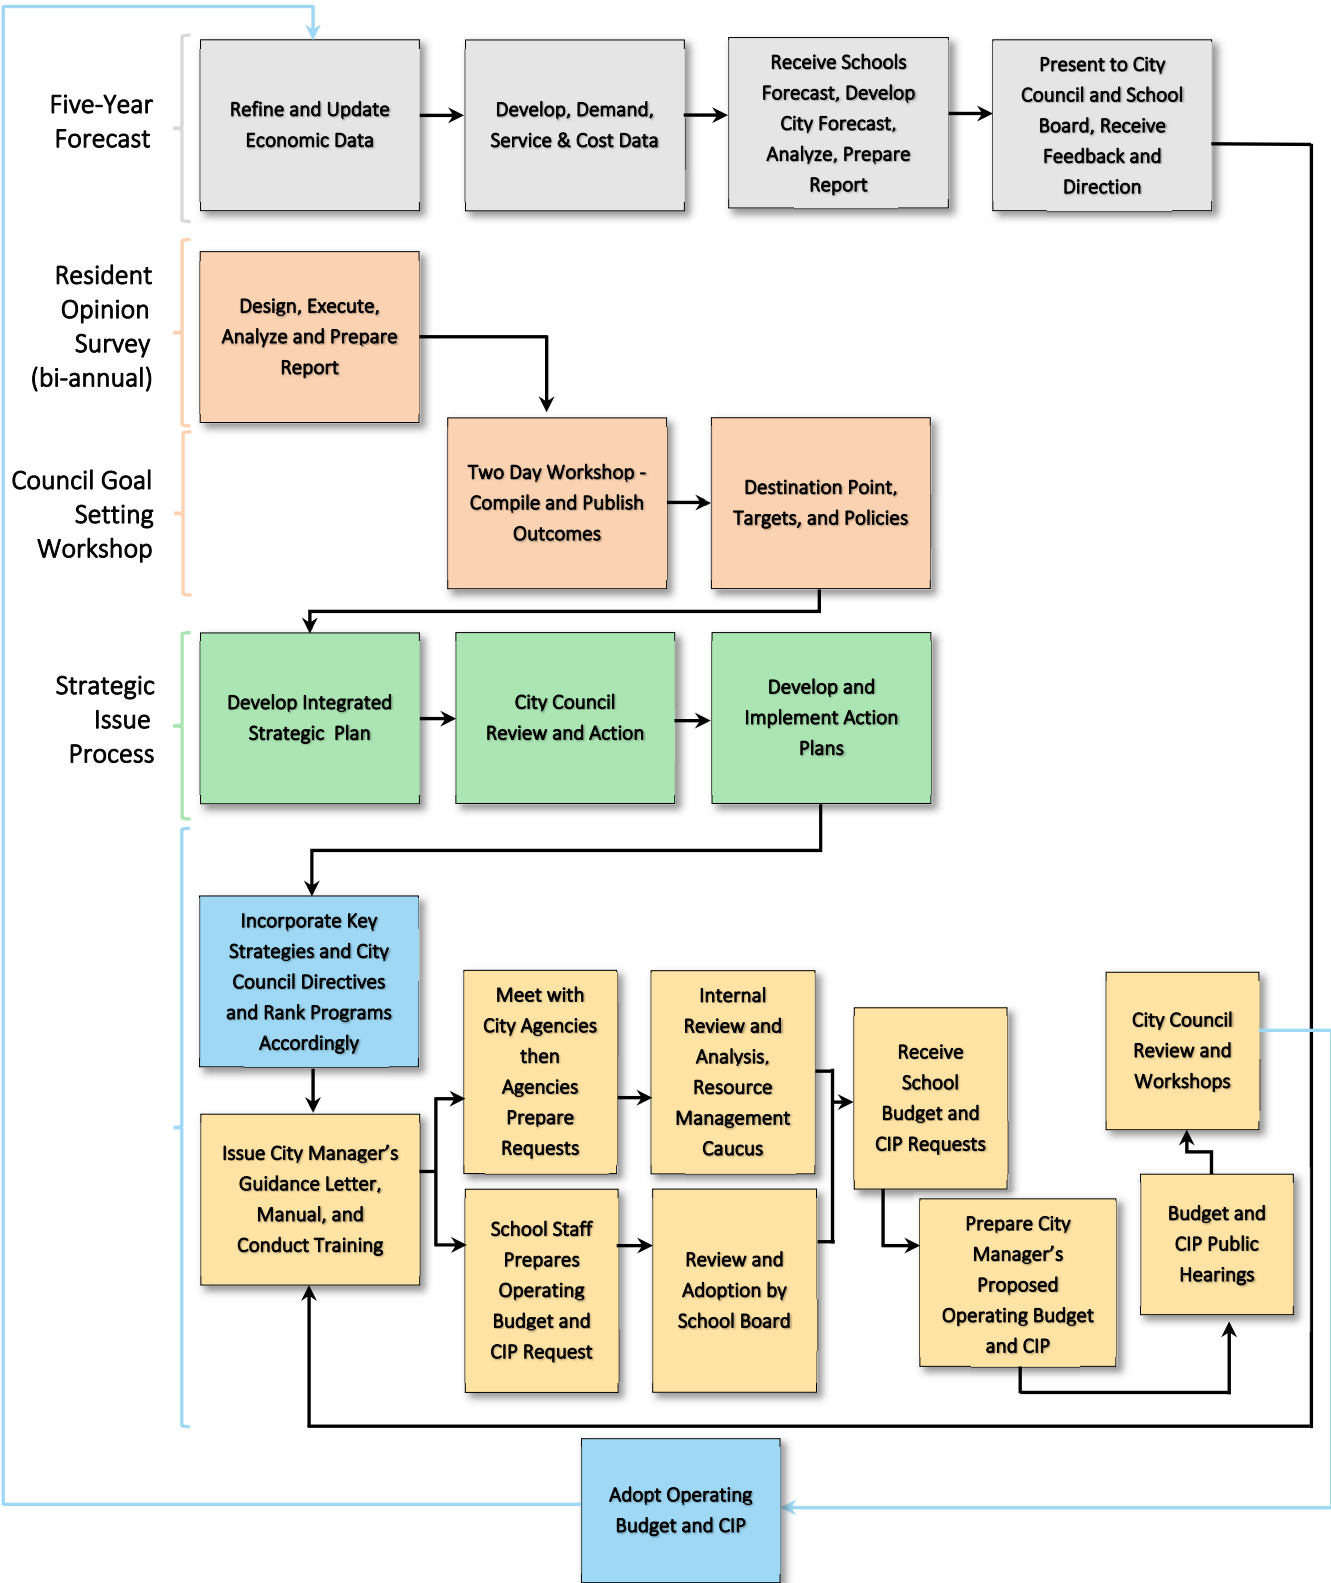 Five-Year
Forecast
Refine and Update
Economic Data
Develop, Demand,
Service & Cost Data
Receive Schools
Forecast, Develop
City Forecast,
Analyze, Prepare
Report
Present to City
Council and School
Board, Receive
Feedback and
Direction
Resident
Opinion
Survey
(bi-annual)
Design, Execute,
Analyze and Prepare
Report
Council Goal
Setting
Workshop
Two Day Workshop -
Compile and Publish
Outcomes
Destination Point,
Targets, and Policies
Strategic
Issue
Process
Develop Integrated
Strategic Plan
City Council
Review and Action
Develop and
Implement Action
Plans
Incorporate Key
Strategies and City
Council Directives
and Rank Programs
Accordingly
Issue City Manager's
Guidance Letter,
Manual, and
Conduct Training
Meet with
City Agencies
then
Agencies
Prepare
Requests
Internal
Review and
Analysis,
Resource
Management
Caucus
School Staff
Prepares
Operating
Budget and
CIP Request
Review and
Adoption by
School Board
Receive
School
Budget and
CIP Requests
Prepare City
Manager's
Proposed
Operating Budget
and CIP
Budget and
CIP Public
Hearings
City Council
Review and
Workshops
Adopt Operating
Budget and CIP